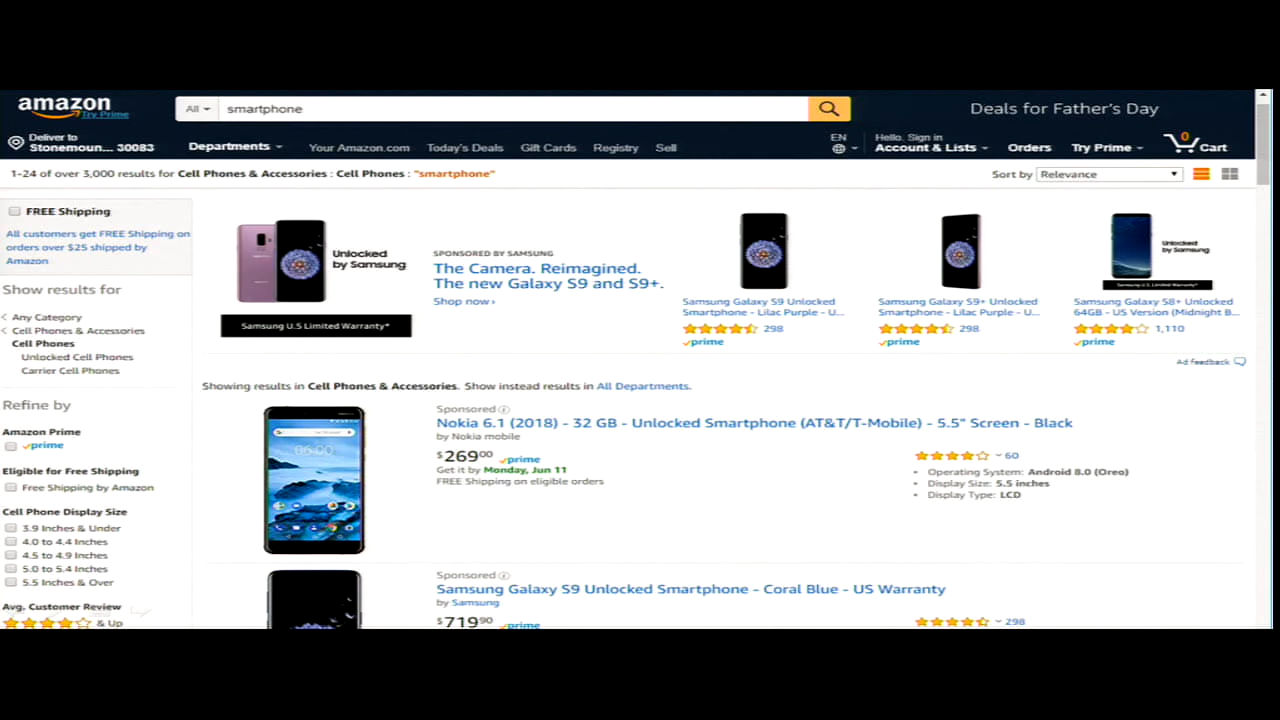 amazon
Try Prime
All
smartphone
Deals for Father's Day
Deliver to
Stonemoun... 30083
Departments
Your Amazon.com
Today's Deals
Gift Cards
Registry
Sell
EN
Hello. Sign in
Account & Lists
Orders
Try Prime
0
Cart
1-24 of over 3,000 results for Cell Phones & Accessories : Cell Phones : "smartphone"
Sort by Relevance
FREE Shipping
All customers get FREE Shipping on
orders over $25 shipped by
Amazon
Show results for
Any Category
Cell Phones & Accessories
Cell Phones
Unlocked Cell Phones
Carrier Cell Phones
Refine by
Amazon Prime
prime
Eligible for Free Shipping
Free Shipping by Amazon
Cell Phone Display Size
3.9 Inches & Under
4.0 to 4.4 Inches
4.5 to 4.9 Inches
5.0 to 5.4 Inches
5.5 Inches & Over
Avg. Customer Review
& Up
Unlocked
by Samsung
Samsung U.S Limited Warranty*
SPONSORED BY SAMSUNG
The Camera. Reimagined.
The new Galaxy S9 and S9+.
Shop now ›
Samsung Galaxy S9 Unlocked
Smartphone - Lilac Purple - U...
298
prime
Samsung Galaxy S9+ Unlocked
Smartphone - Lilac Purple - U...
298
prime
Unlocked
by Samsung
Samsung U.S. Limited Warranty*
Samsung Galaxy S8+ Unlocked
64GB - US Version (Midnight B...
1,110
prime
Ad feedback
Showing results in Cell Phones & Accessories. Show instead results in All Departments.
Sponsored
Nokia 6.1 (2018) - 32 GB - Unlocked Smartphone (AT&T/T-Mobile) - 5.5" Screen - Black
by Nokia mobile
$26900 prime
Get it by Monday, Jun 11
FREE Shipping on eligible orders
60
Operating System: Android 8.0 (Oreo)
Display Size: 5.5 inches
Display Type: LCD
06:00
Sponsored
Samsung Galaxy S9 Unlocked Smartphone - Coral Blue - US Warranty
by Samsung
$71990 prime
298